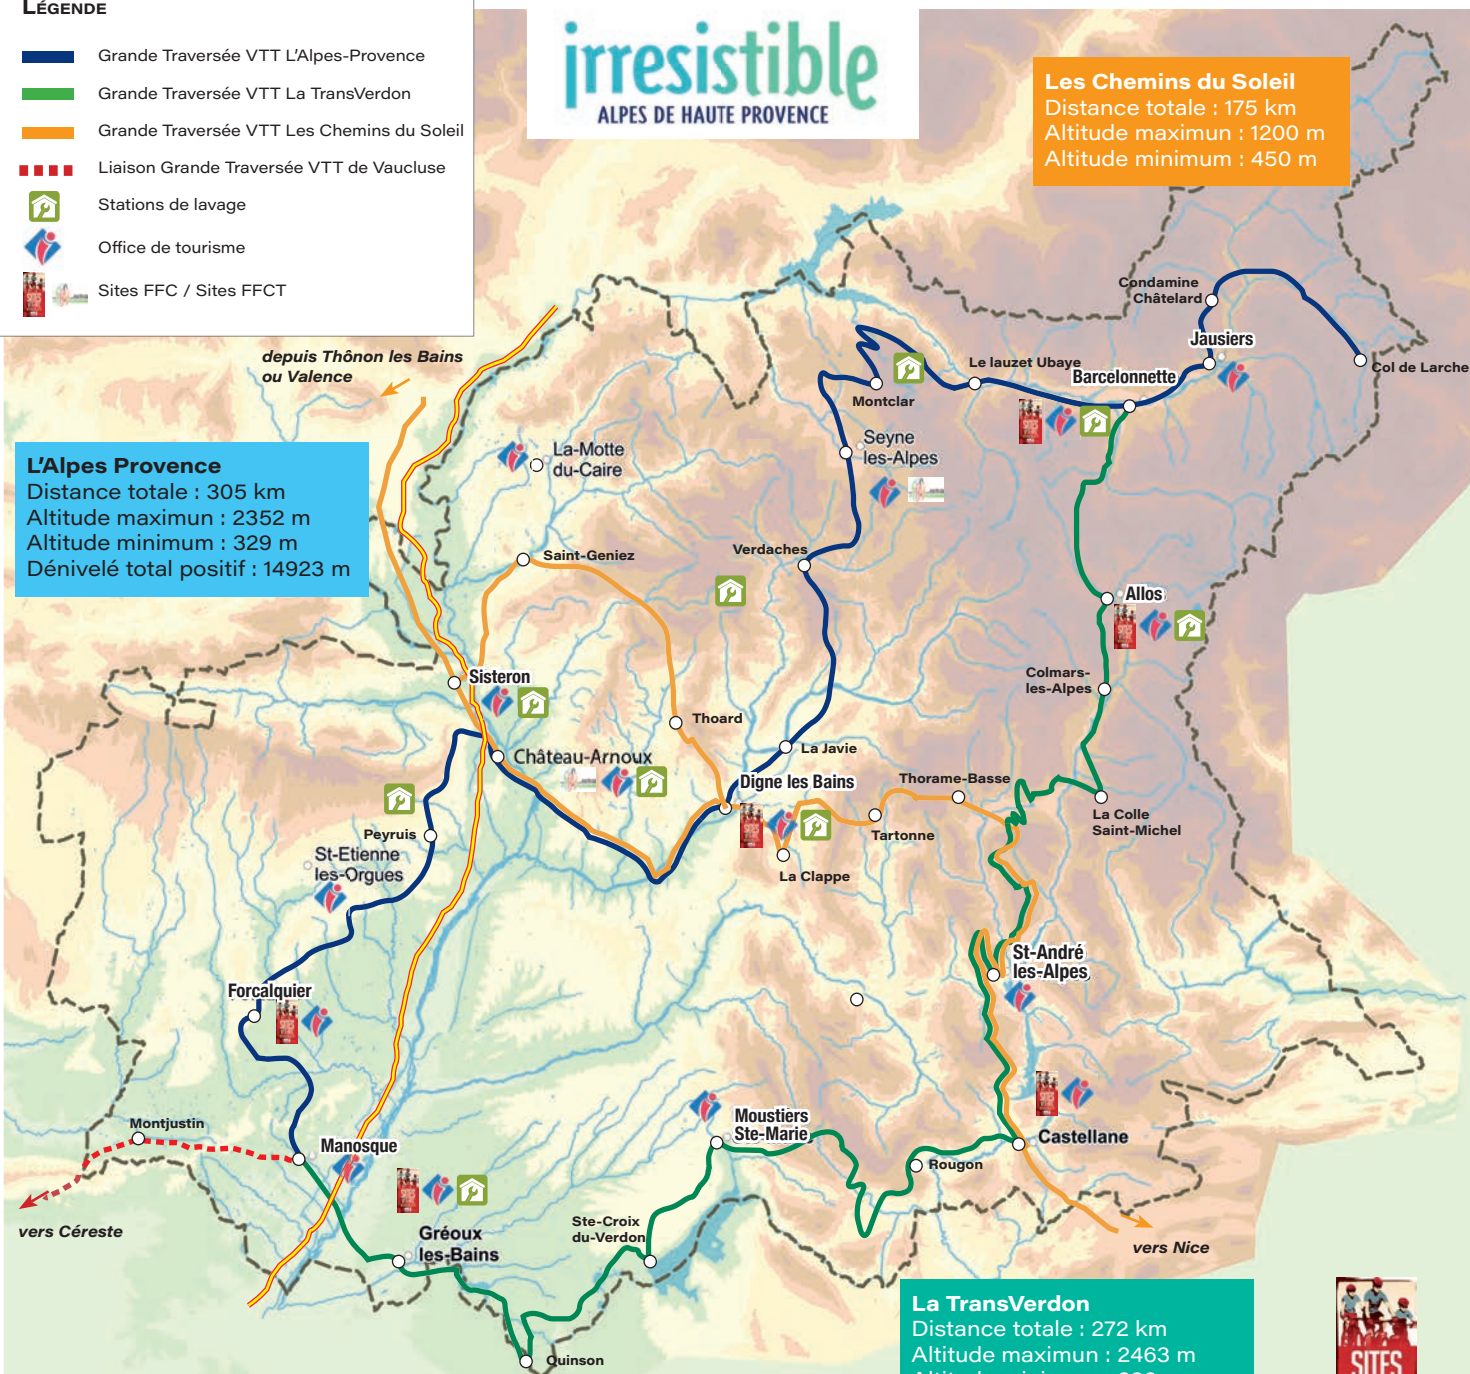 LÉGENDE
Grande Traversée VTT L'Alpes-Provence
Grande Traversée VTT La TransVerdon
Grande Traversée VTT Les Chemins du Soleil
Liaison Grande Traversée VTT de Vaucluse
Stations de lavage
Office de tourisme
Sites FFC / Sites FFCT
irresistible
ALPES DE HAUTE PROVENCE
Les Chemins du Soleil
Distance totale : 175 km
Altitude maximun : 1200 m
Altitude minimum : 450 m
depuis Thônon les Bains
ou Valence
L'Alpes Provence
Distance totale : 305 km
Altitude maximun : 2352 m
Altitude minimum : 329 m
Dénivelé total positif : 14923 m
Condamine
Châtelard
Jausiers
Col de Larche
Le lauzet Ubaye
Barcelonnette
Montclar
Seyne
les-Alpes
La-Motte
du-Caire
Saint-Geniez
Verdaches
Allos
Colmars-
les-Alpes
Sisteron
Thoard
La Javie
Château-Arnoux
Digne les Bains
Thorame-Basse
La Colle
Saint-Michel
Tartonne
La Clappe
Peyruis
St-Etienne
les-Orgues
St-André
les-Alpes
Forcalquier
Montjustin
Manosque
Moustiers
Ste-Marie
Castellane
Rougon
vers Céreste
Gréoux
les-Bains
Ste-Croix
du-Verdon
vers Nice
Quinson
La TransVerdon
Distance totale : 272 km
Altitude maximun : 2463 m
SITES